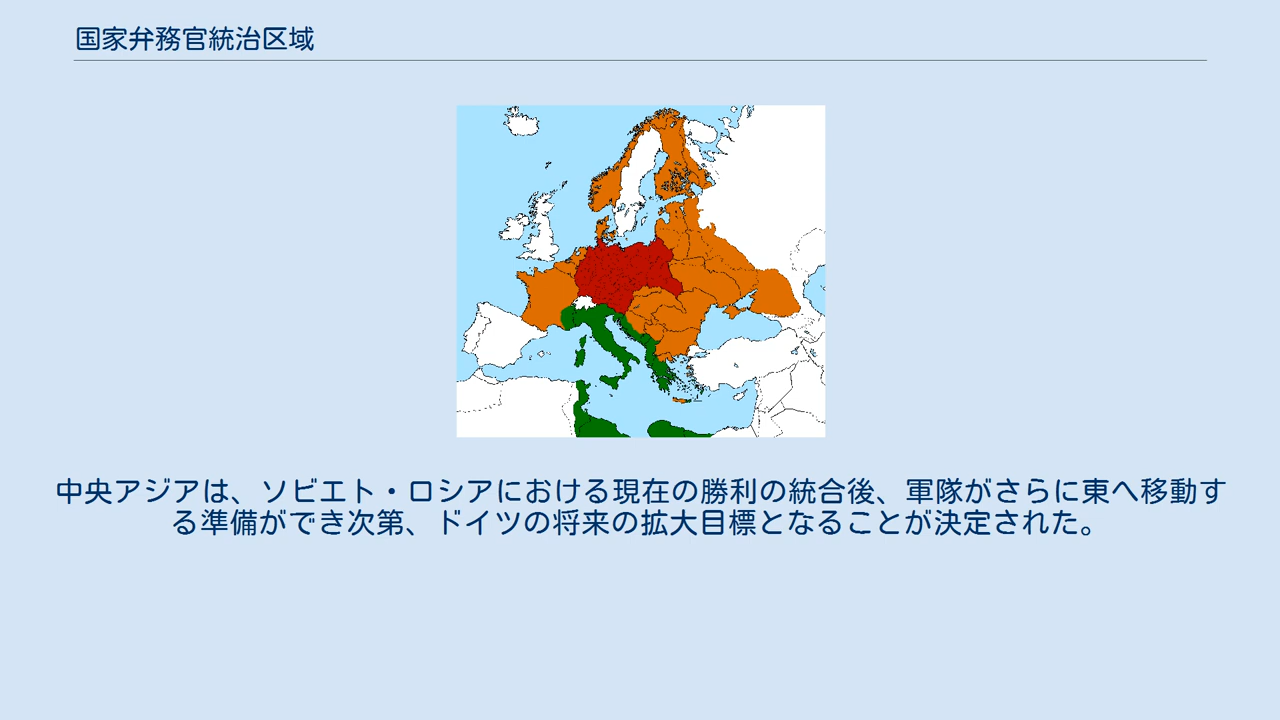 国家弁務官統治区域
中央アジアは、ソビエト・ロシアにおける現在の勝利の統合後、軍隊がさらに東へ移動す
る準備ができ次第、ドイツの将来の拡大目標となることが決定された。